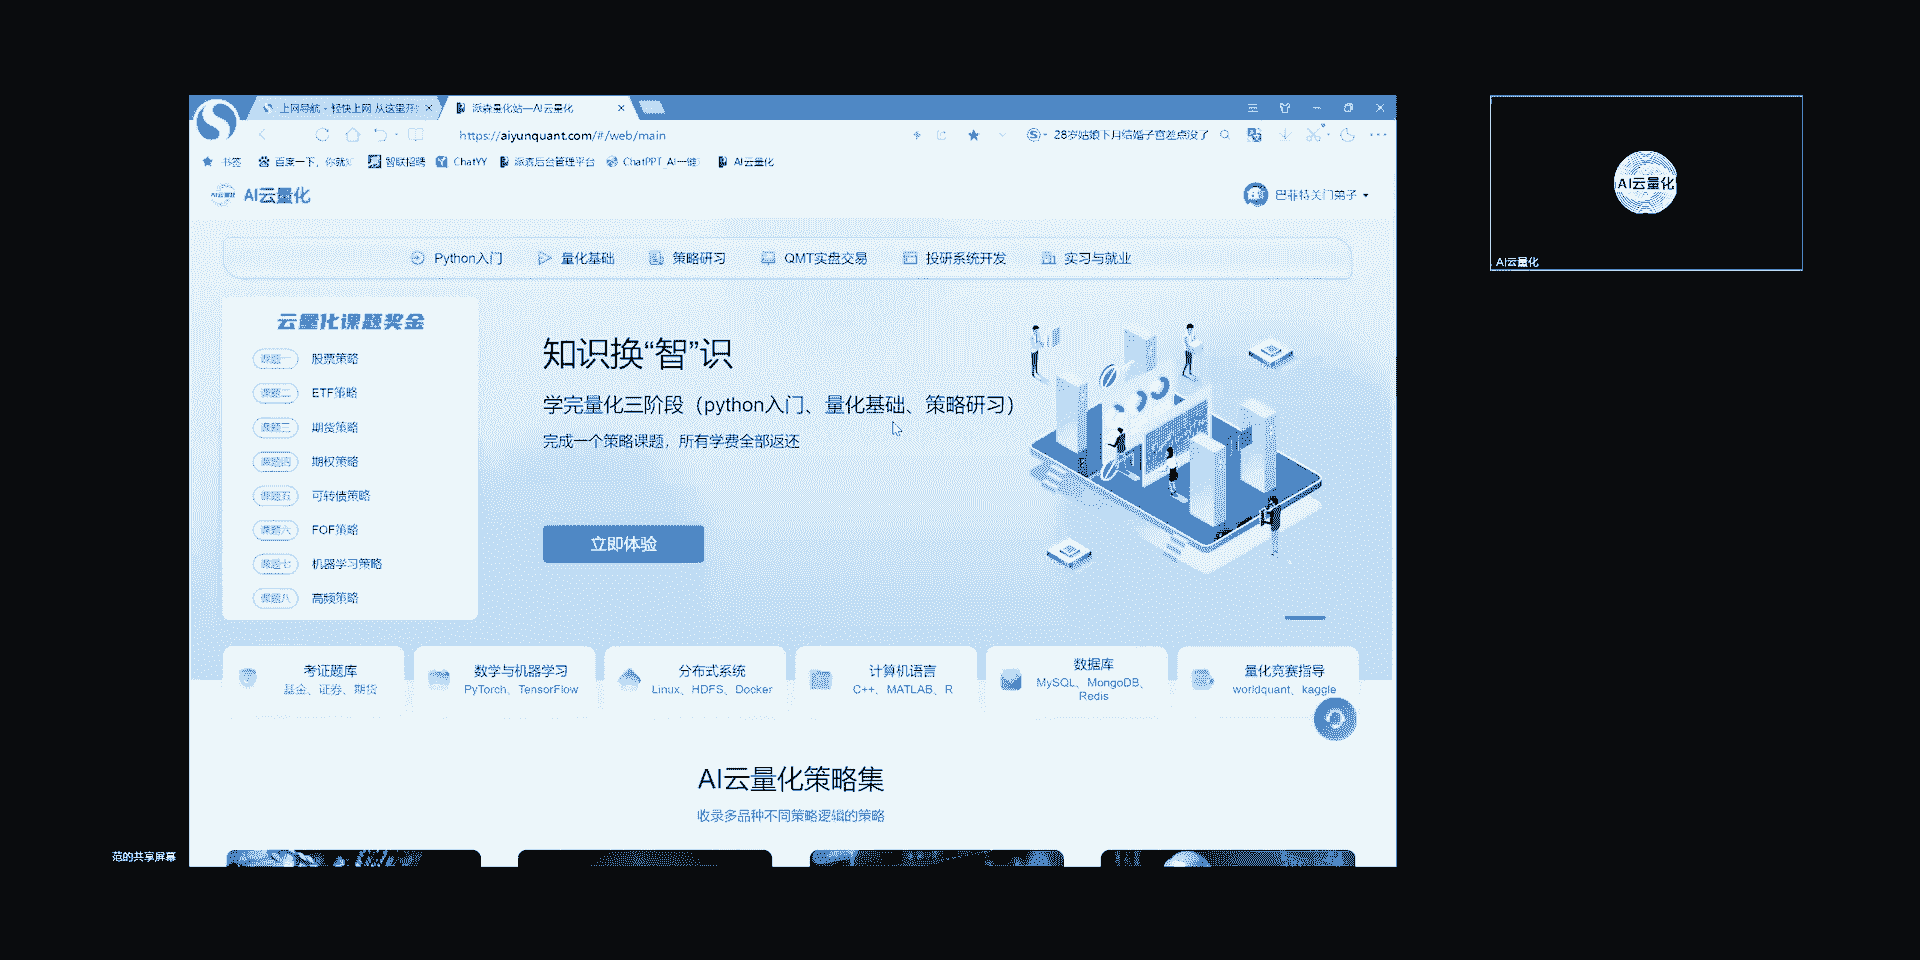 上网导航 - 轻快上网 从这里开
派森量化站—AI云量化
https://aiyunquant.com/#/web/main
28岁姑娘下月结婚子宫差点没了
书签
百度一下，你就
智联招聘
ChatYY
派森后台管理平台
ChatPPT_AI一键
AI云量化
AI云量化
巴菲特关门弟子
Python入门
量化基础
策略研习
QMT实盘交易
投研系统开发
实习与就业
云量化课题奖金
课题一 股票策略
课题二 ETF策略
课题三 期货策略
课题四 期权策略
课题五 可转债策略
课题六 FOF策略
课题七 机器学习策略
课题八 高频策略
知识换“智”识
学完量化三阶段（python入门、量化基础、策略研习）
完成一个策略课题，所有学费全部返还
立即体验
考证题库
基金、证券、期货
数学与机器学习
PyTorch、TensorFlow
分布式系统
Linux、HDFS、Docker
计算机语言
C++、MATLAB、R
数据库
MySQL、MongoDB、
Redis
量化竞赛指导
worldquant、kaggle
AI云量化策略集
收录多品种不同策略逻辑的策略
范的共享屏幕
AI云量化
AI云量化